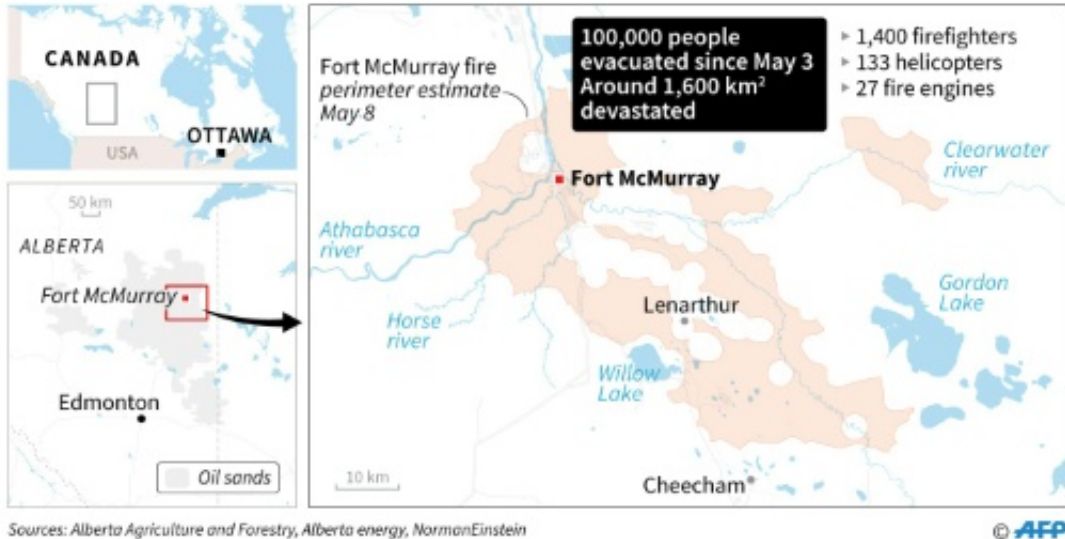 CANADA
USA
OTTAWA
50 km
ALBERTA
Fort McMurray
Edmonton
Oil sands
Fort McMurray fire
perimeter estimate
May 8
100,000 people
evacuated since May 3
Around 1,600 km²
devastated
▸ 1,400 firefighters
▸ 133 helicopters
▸ 27 fire engines
Clearwater
river
Fort McMurray
Athabasca
river
Horse
river
Lenarthur
Gordon
Lake
Willow
Lake
10 km
Cheecham
Sources: Alberta Agriculture and Forestry, Alberta energy, NormanEinstein
© AFP